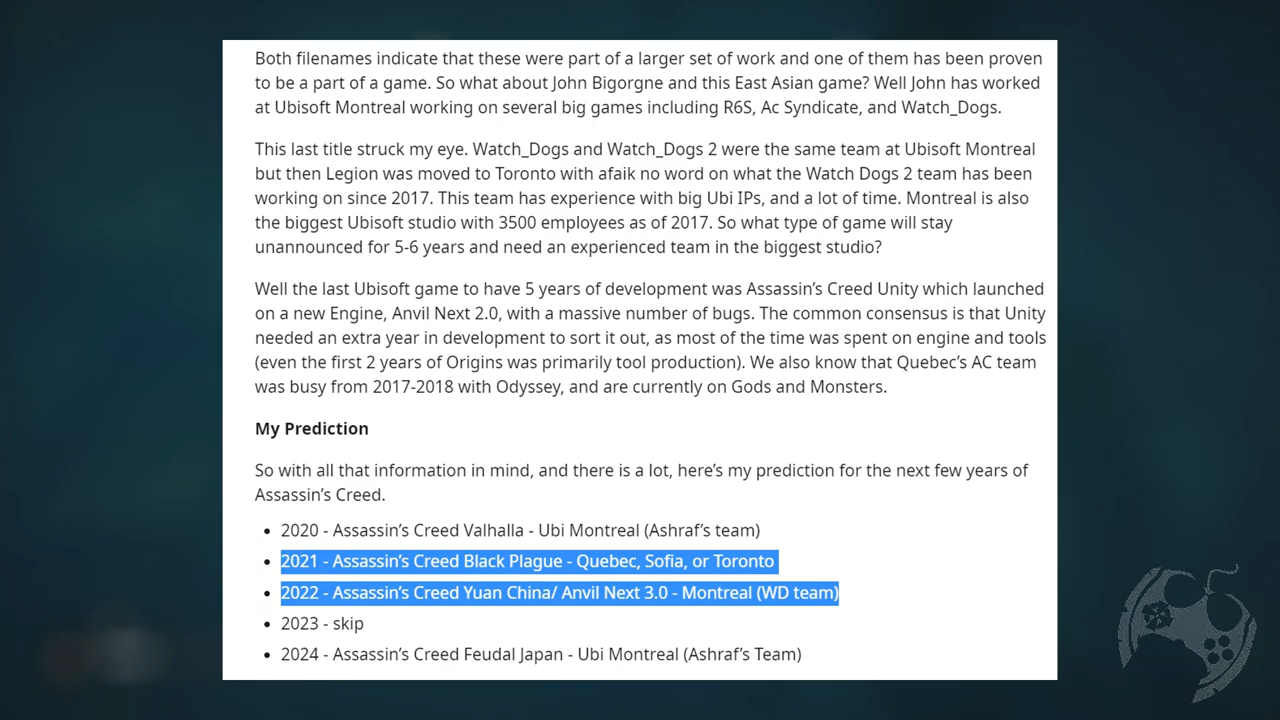 Both filenames indicate that these were part of a larger set of work and one of them has been proven
to be a part of a game. So what about John Bigorgne and this East Asian game? Well John has worked
at Ubisoft Montreal working on several big games including R6S, Ac Syndicate, and Watch_Dogs.
This last title struck my eye. Watch_Dogs and Watch_Dogs 2 were the same team at Ubisoft Montreal
but then Legion was moved to Toronto with afaik no word on what the Watch Dogs 2 team has been
working on since 2017. This team has experience with big Ubi IPs, and a lot of time. Montreal is also
the biggest Ubisoft studio with 3500 employees as of 2017. So what type of game will stay
unannounced for 5-6 years and need an experienced team in the biggest studio?
Well the last Ubisoft game to have 5 years of development was Assassin's Creed Unity which launched
on a new Engine, Anvil Next 2.0, with a massive number of bugs. The common consensus is that Unity
needed an extra year in development to sort it out, as most of the time was spent on engine and tools
(even the first 2 years of Origins was primarily tool production). We also know that Quebec's AC team
was busy from 2017-2018 with Odyssey, and are currently on Gods and Monsters.
My Prediction
So with all that information in mind, and there is a lot, here's my prediction for the next few years of
Assassin's Creed.
• 2020 - Assassin's Creed Valhalla - Ubi Montreal (Ashraf's team)
• 2021 - Assassin's Creed Black Plague - Quebec, Sofia, or Toronto
• 2022 - Assassin's Creed Yuan China/ Anvil Next 3.0 - Montreal (WD team)
• 2023 - skip
• 2024 - Assassin's Creed Feudal Japan - Ubi Montreal (Ashraf's Team)